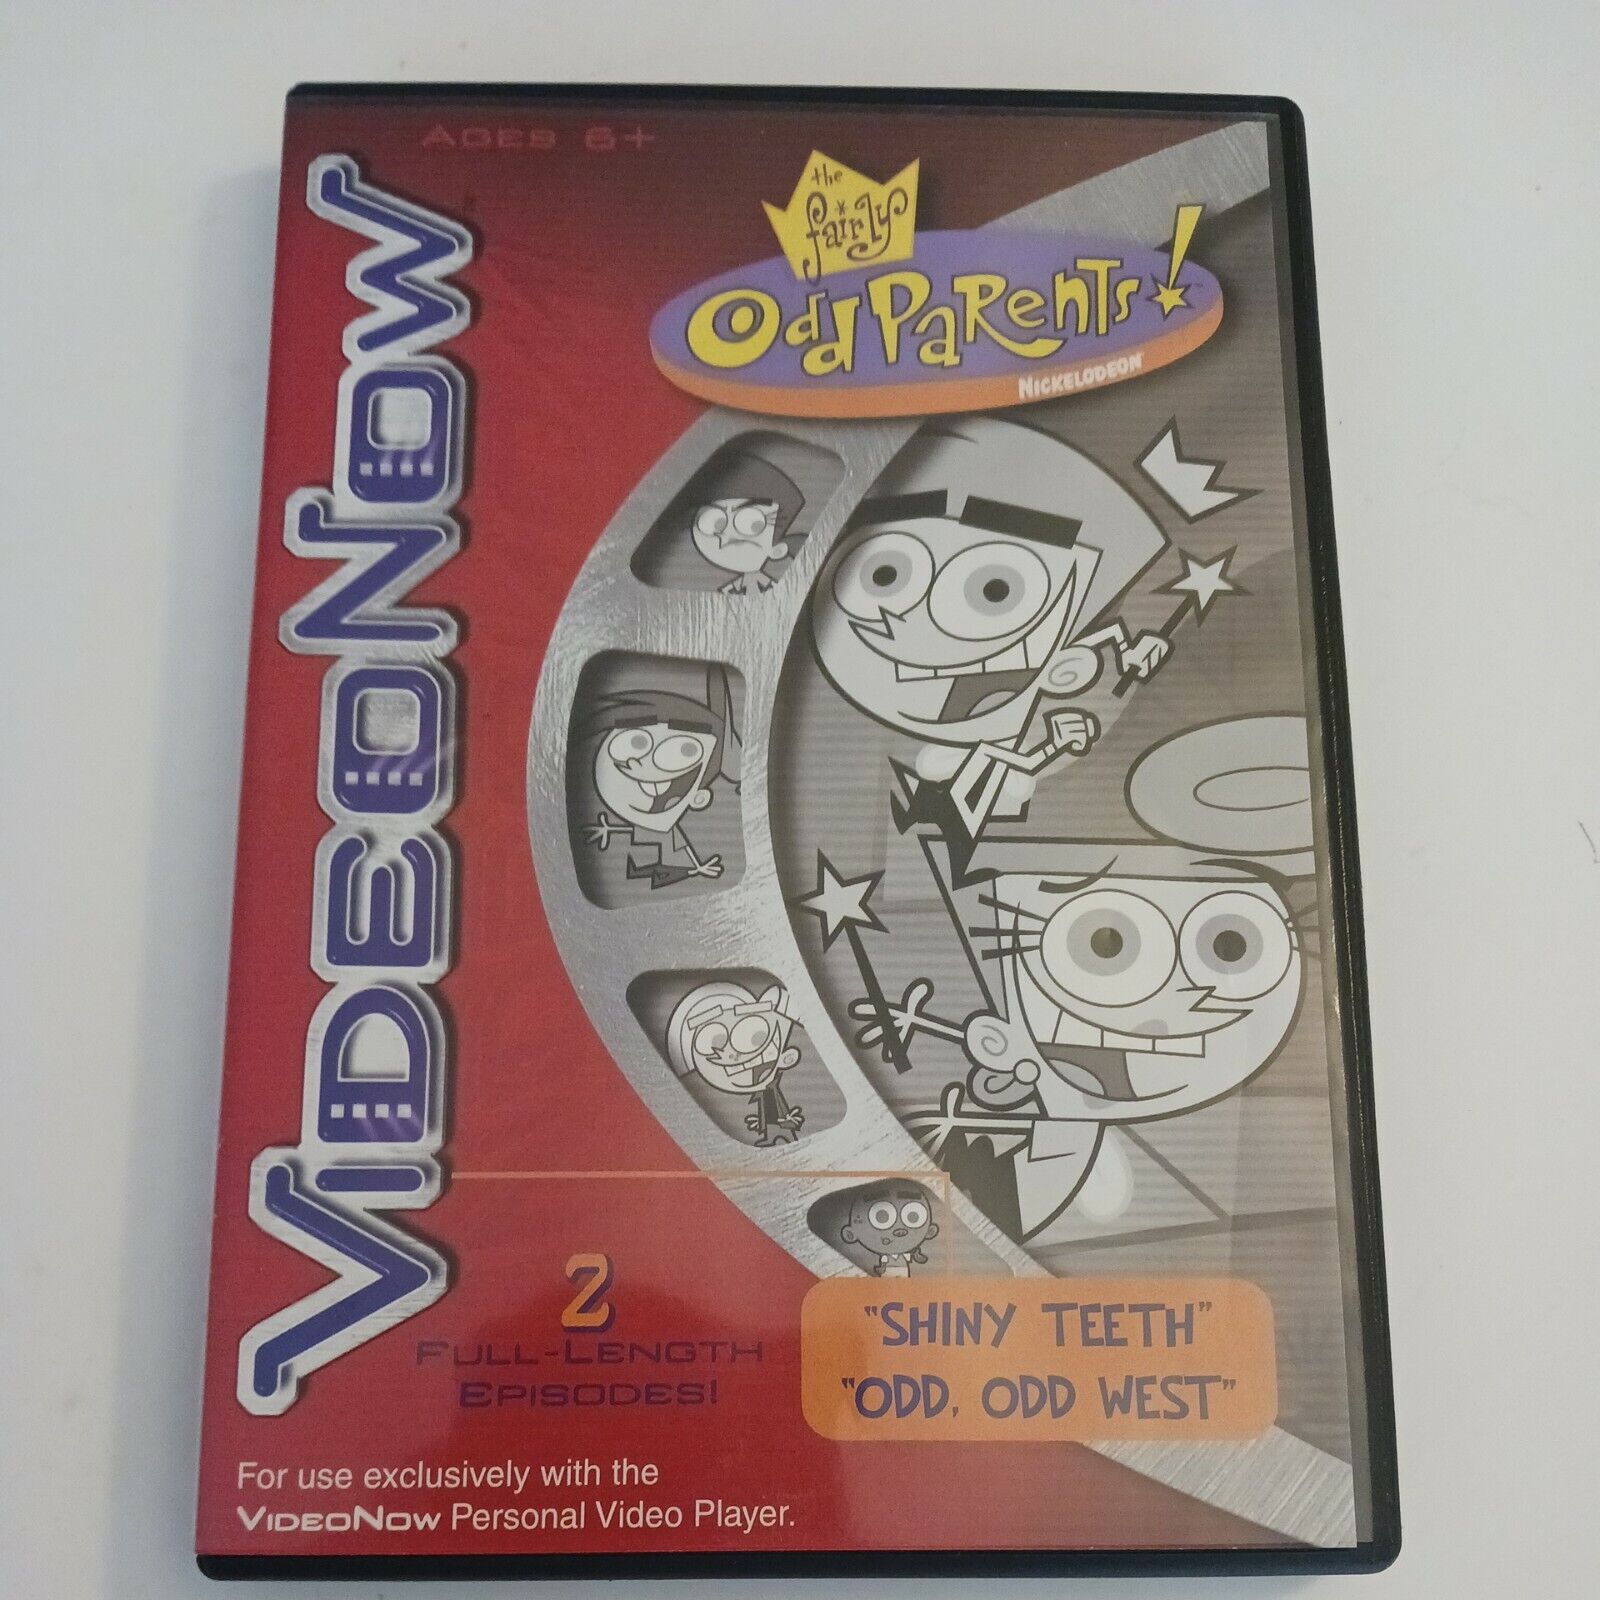 AGES 6+
VIDEONOW
the fairly
OddParents!
NICKELODEON
2
FULL-LENGTH
EPISODES!
"SHINY TEETH"
"ODD, ODD WEST"
For use exclusively with the
VIDEONOW Personal Video Player.